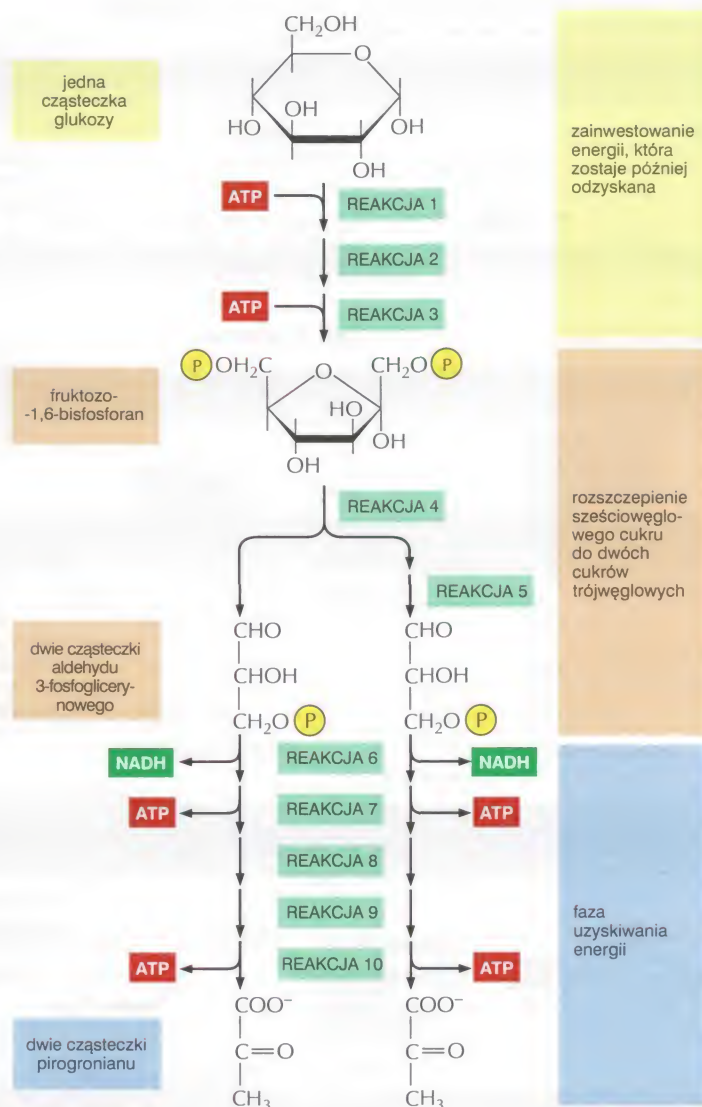 CH₂OH
O
jedna
cząsteczka
glukozy
OH
HO
OH
OH
zainwestowanie
energii, która
zostaje później
odzyskana
ATP
REAKCJA 1
REAKCJA 2
ATP
REAKCJA 3
P OH₂C
O
CH₂O P
fruktozo-
-1,6-bisfosforan
HO
OH
OH
REAKCJA 4
rozszczepienie
sześciowęglo-
wego cukru
do dwóch
cukrów
trójwęglowych
REAKCJA 5
dwie cząsteczki
aldehydu
3-fosfoglicery-
nowego
CHO
CHOH
CH₂O P
CHO
CHOH
CH₂O P
NADH
REAKCJA 6
NADH
ATP
REAKCJA 7
ATP
REAKCJA 8
REAKCJA 9
faza
uzyskiwania
energii
ATP
REAKCJA 10
ATP
dwie cząsteczki
pirogronianu
COO⁻
C=O
CH₃
COO⁻
C=O
CH₃